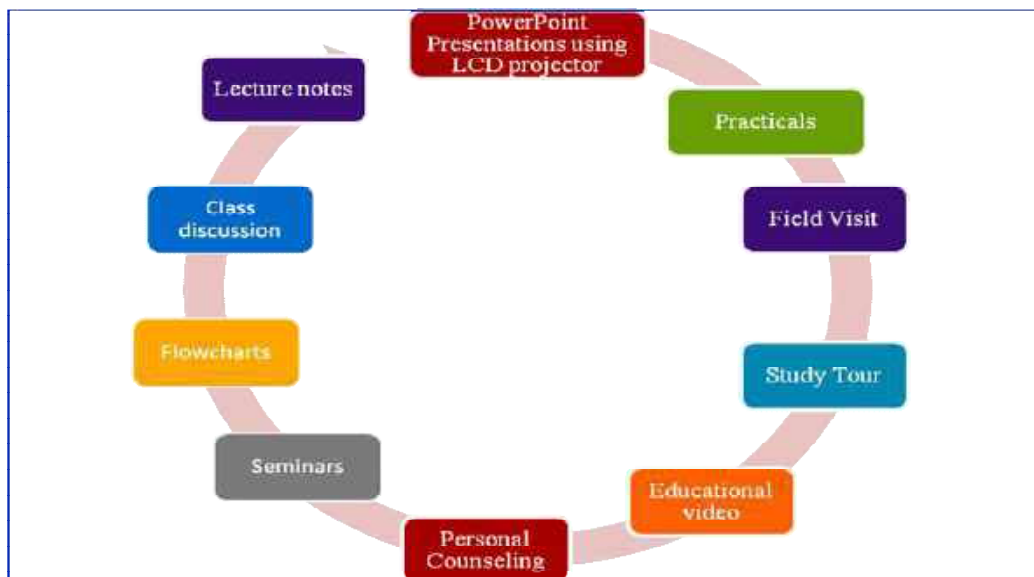 PowerPoint
Presentations using
LCD projector
Practicals
Field Visit
Study Tour
Educational
video
Personal
Counseling
Seminars
Flowcharts
Class
discussion
Lecture notes